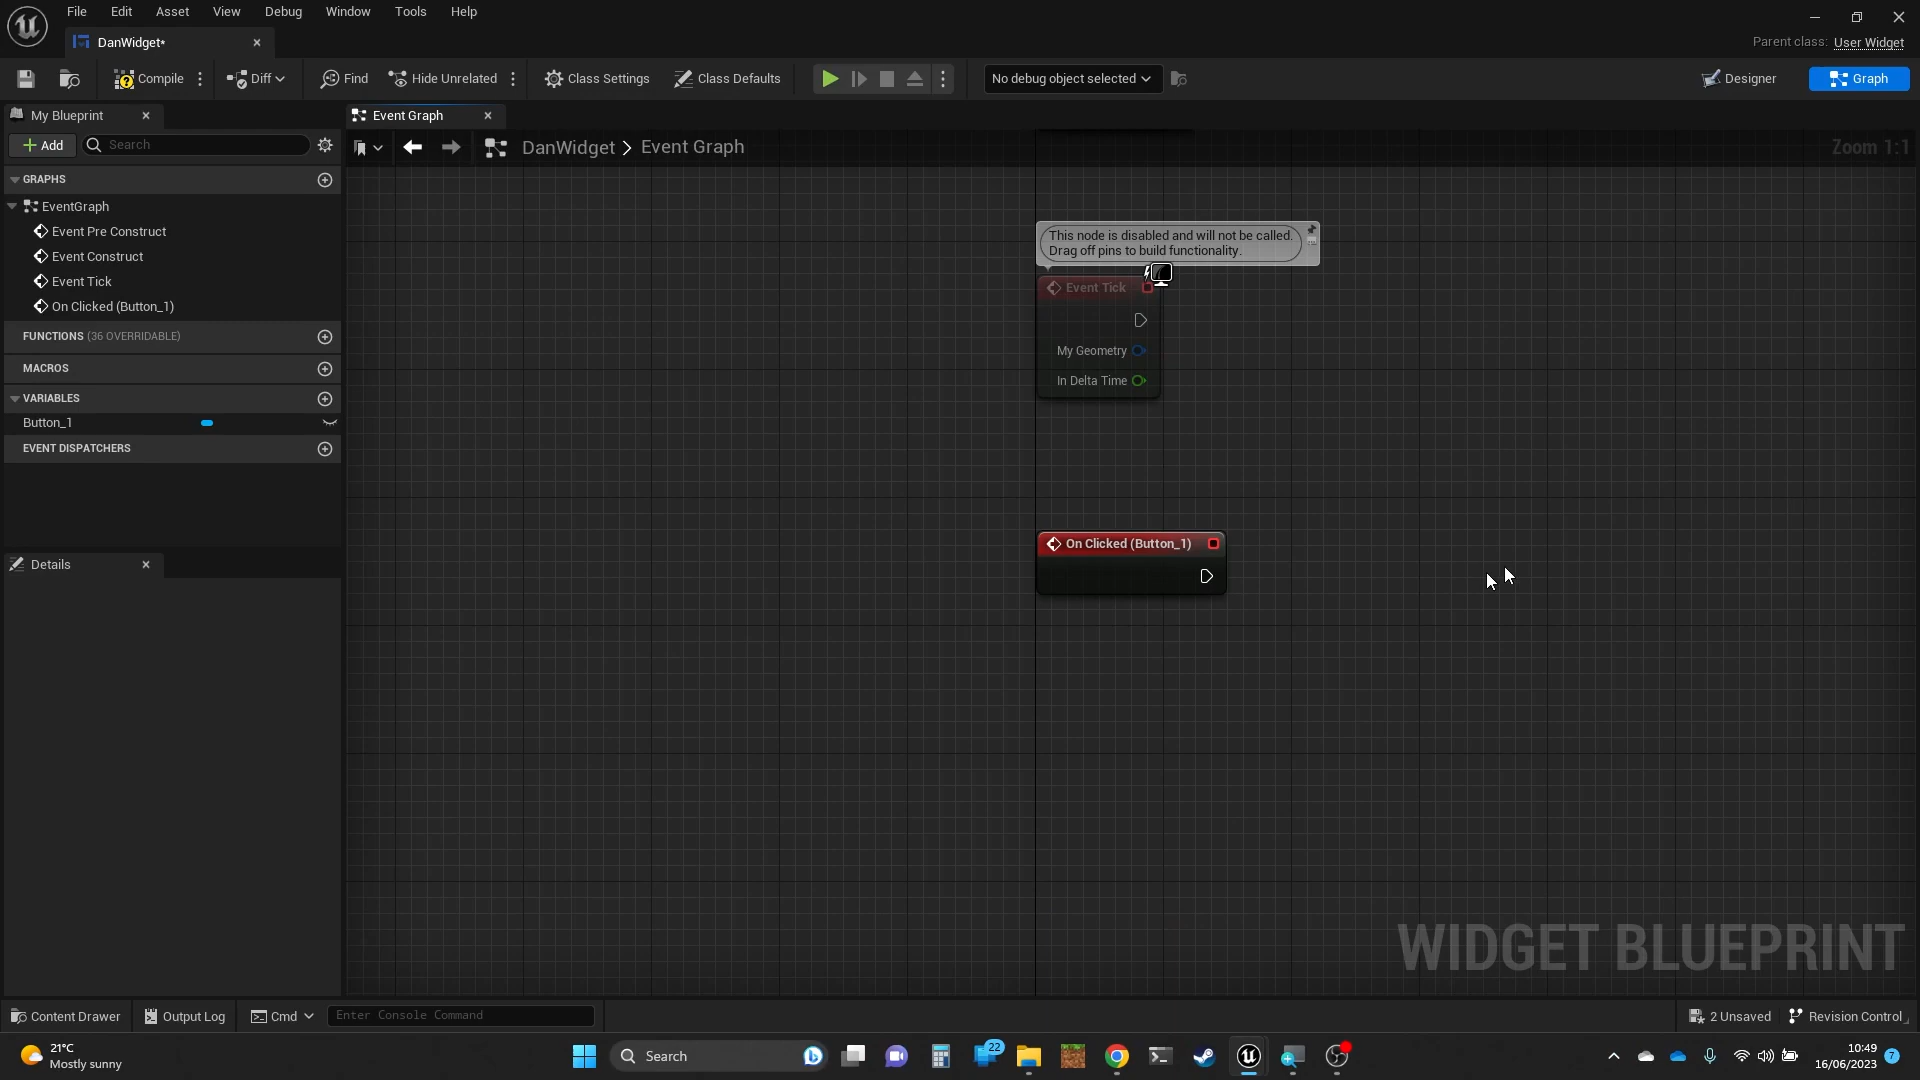 File Edit Asset View Debug Window Tools Help
DanWidget*
Parent class: User Widget
Compile Diff Find Hide Unrelated Class Settings Class Defaults No debug object selected Designer Graph
My Blueprint
Event Graph
Add Search
DanWidget > Event Graph
Zoom 1:1
GRAPHS
EventGraph
Event Pre Construct
Event Construct
Event Tick
On Clicked (Button_1)
FUNCTIONS (36 OVERRIDABLE)
MACROS
VARIABLES
Button_1
EVENT DISPATCHERS
Details
This node is disabled and will not be called.
Drag off pins to build functionality.
Event Tick
My Geometry
In Delta Time
On Clicked (Button_1)
WIDGET BLUEPRINT
Content Drawer Output Log Cmd Enter Console Command 2 Unsaved Revision Control
21°C
Mostly sunny
Search
22
10:49
16/06/2023
7